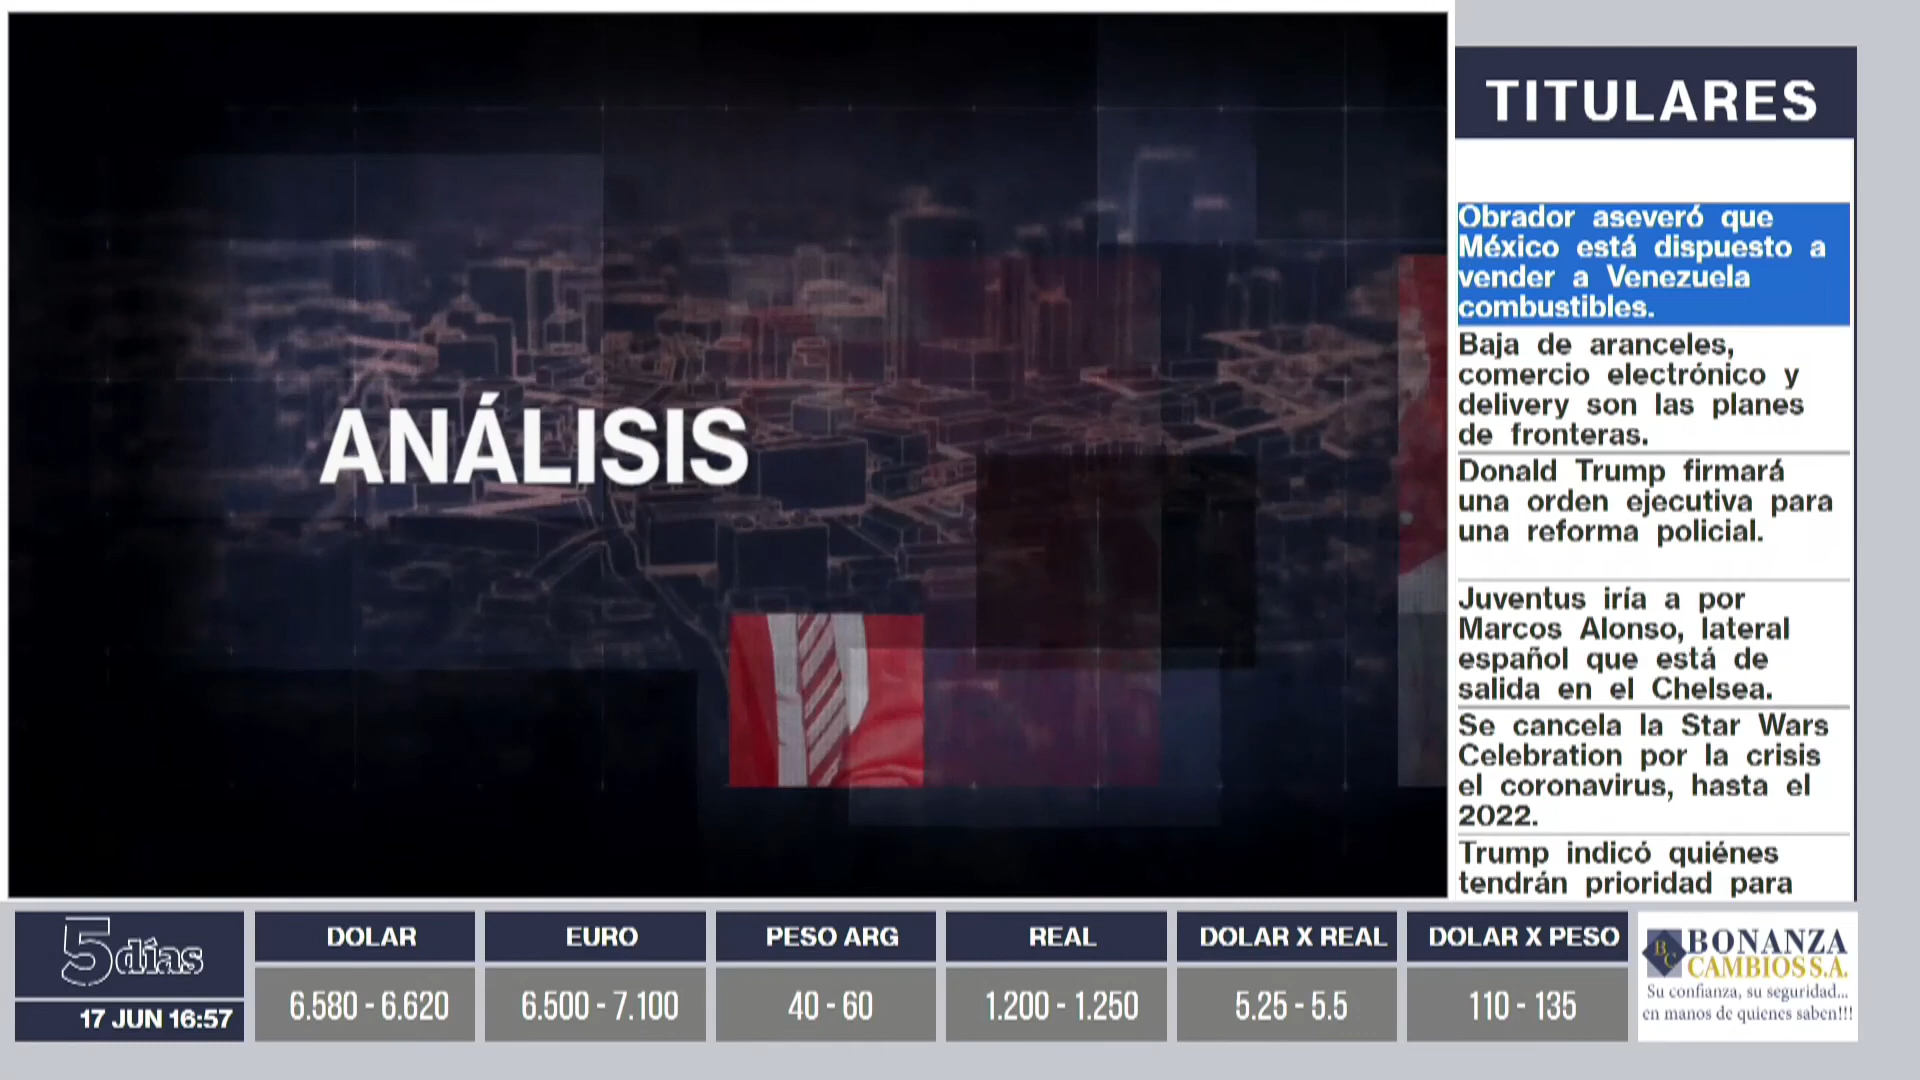 ANÁLISIS
TITULARES
Obrador aseveró que
México está dispuesto a
vender a Venezuela
combustibles.
Baja de aranceles,
comercio electrónico y
delivery son las planes
de fronteras.
Donald Trump firmará
una orden ejecutiva para
una reforma policial.
Juventus iría a por
Marcos Alonso, lateral
español que está de
salida en el Chelsea.
Se cancela la Star Wars
Celebration por la crisis
el coronavirus, hasta el
2022.
Trump indicó quiénes
tendrán prioridad para
5días
17 JUN 16:57
DOLAR
6.580 - 6.620
EURO
6.500 - 7.100
PESO ARG
40 - 60
REAL
1.200 - 1.250
DOLAR X REAL
5.25 - 5.5
DOLAR X PESO
110 - 135
BC
BONANZA
CAMBIOS S.A.
Su confianza, su seguridad...
en manos de quienes saben!!!